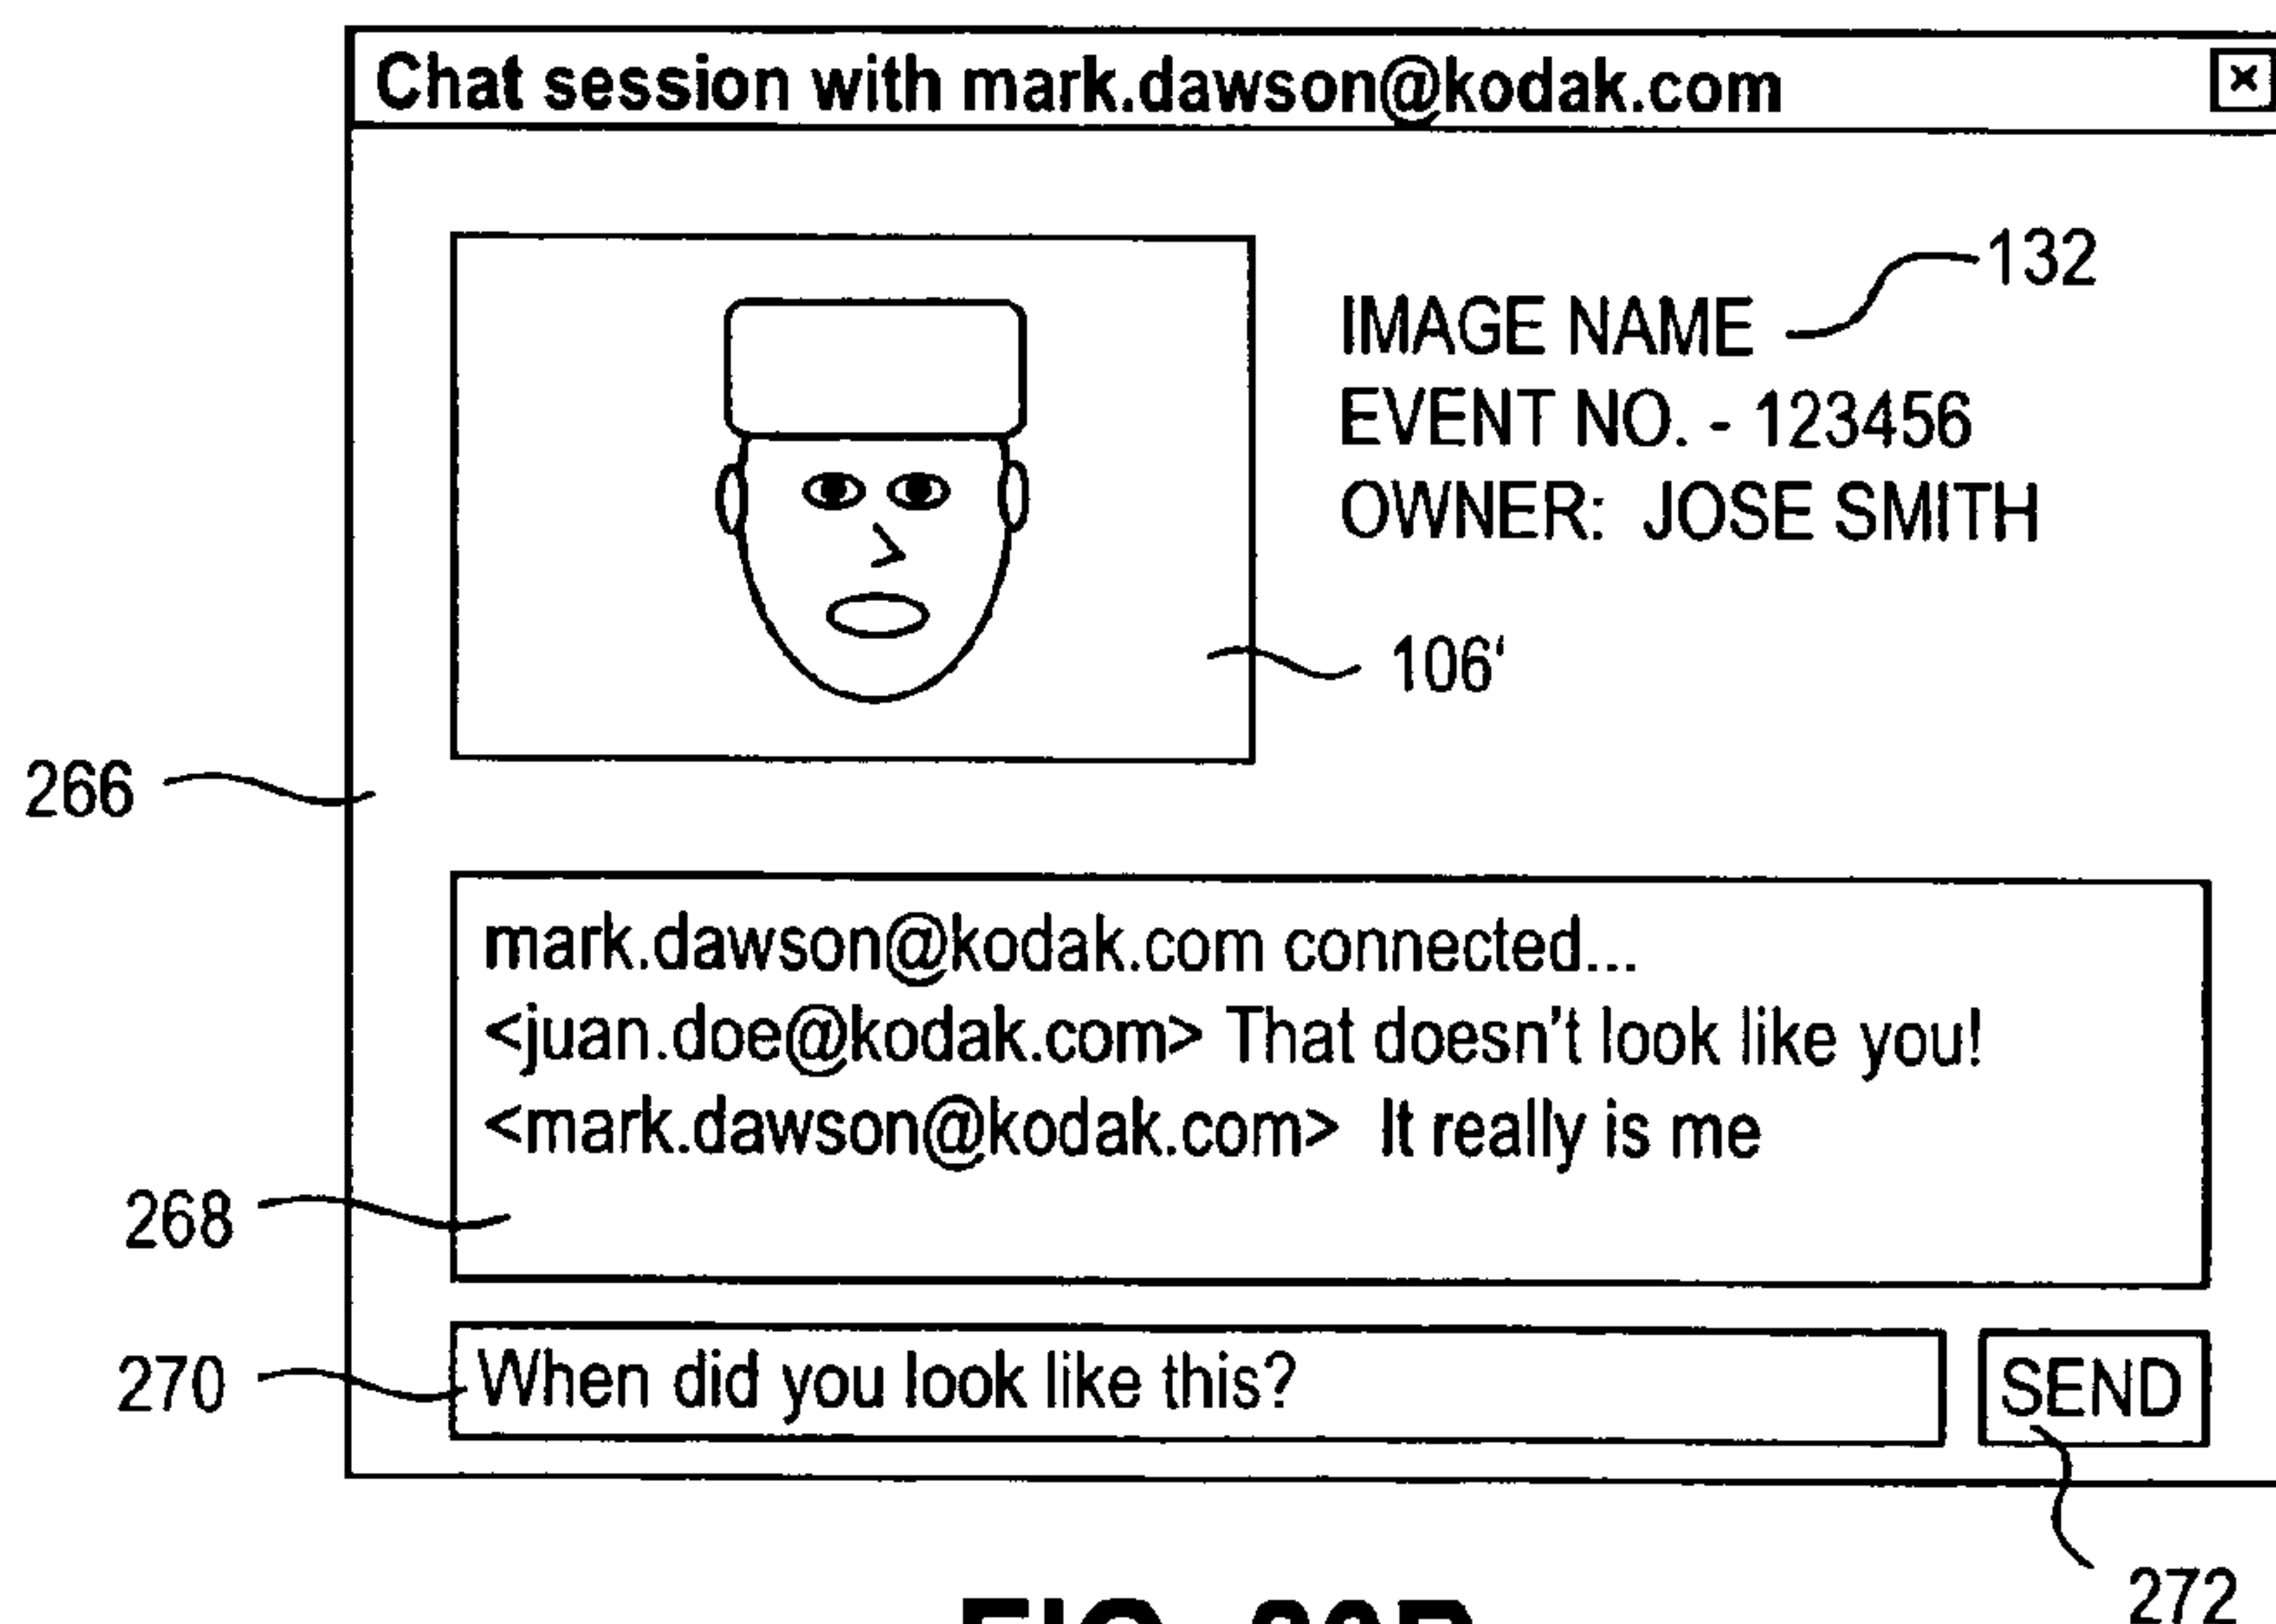 Chat session with mark.dawson@kodak.com
132
IMAGE NAME
EVENT NO. - 123456
OWNER: JOSE SMITH
106'
266
mark.dawson@kodak.com connected...
<juan.doe@kodak.com> That doesn't look like you!
<mark.dawson@kodak.com> It really is me
268
270
When did you look like this?
SEND
272